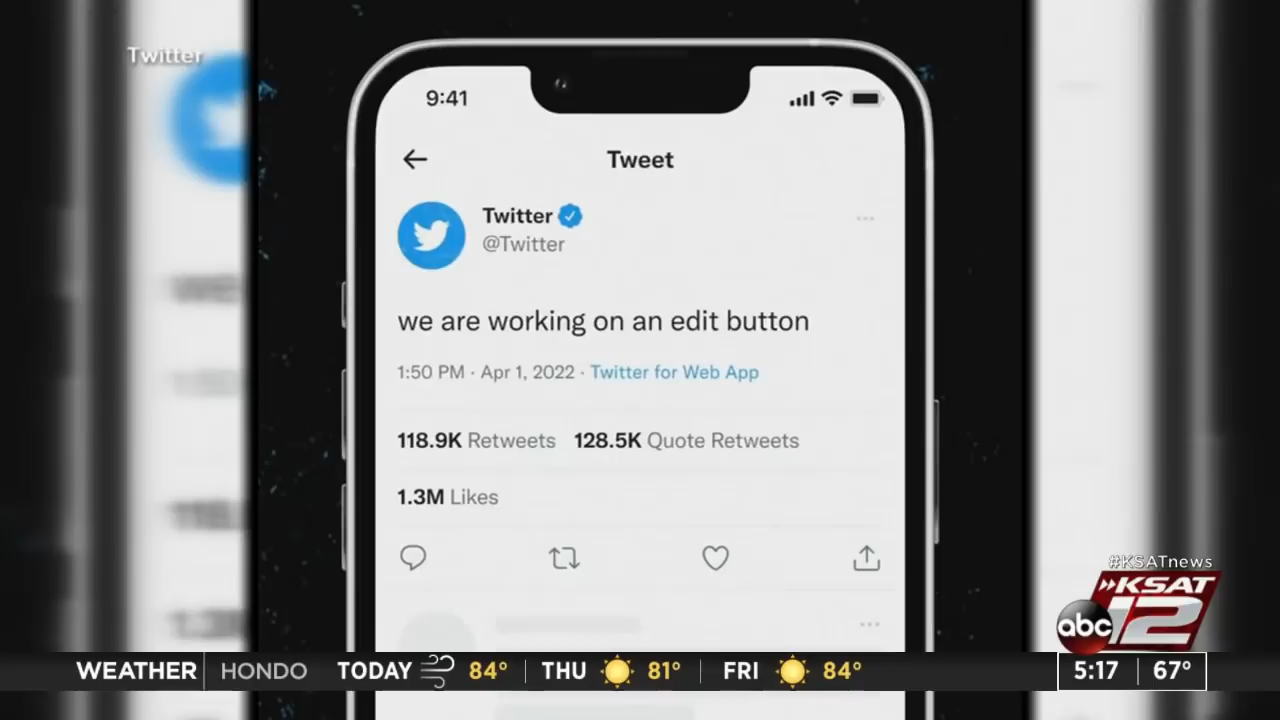 Twitter
9:41
Tweet
Twitter
@Twitter
we are working on an edit button
1:50 PM · Apr 1, 2022 · Twitter for Web App
118.9K Retweets 128.5K Quote Retweets
1.3M Likes
#KSATnews
KSAT
abc 12
WEATHER HONDO TODAY 84° THU 81° FRI 84° 5:17 67°